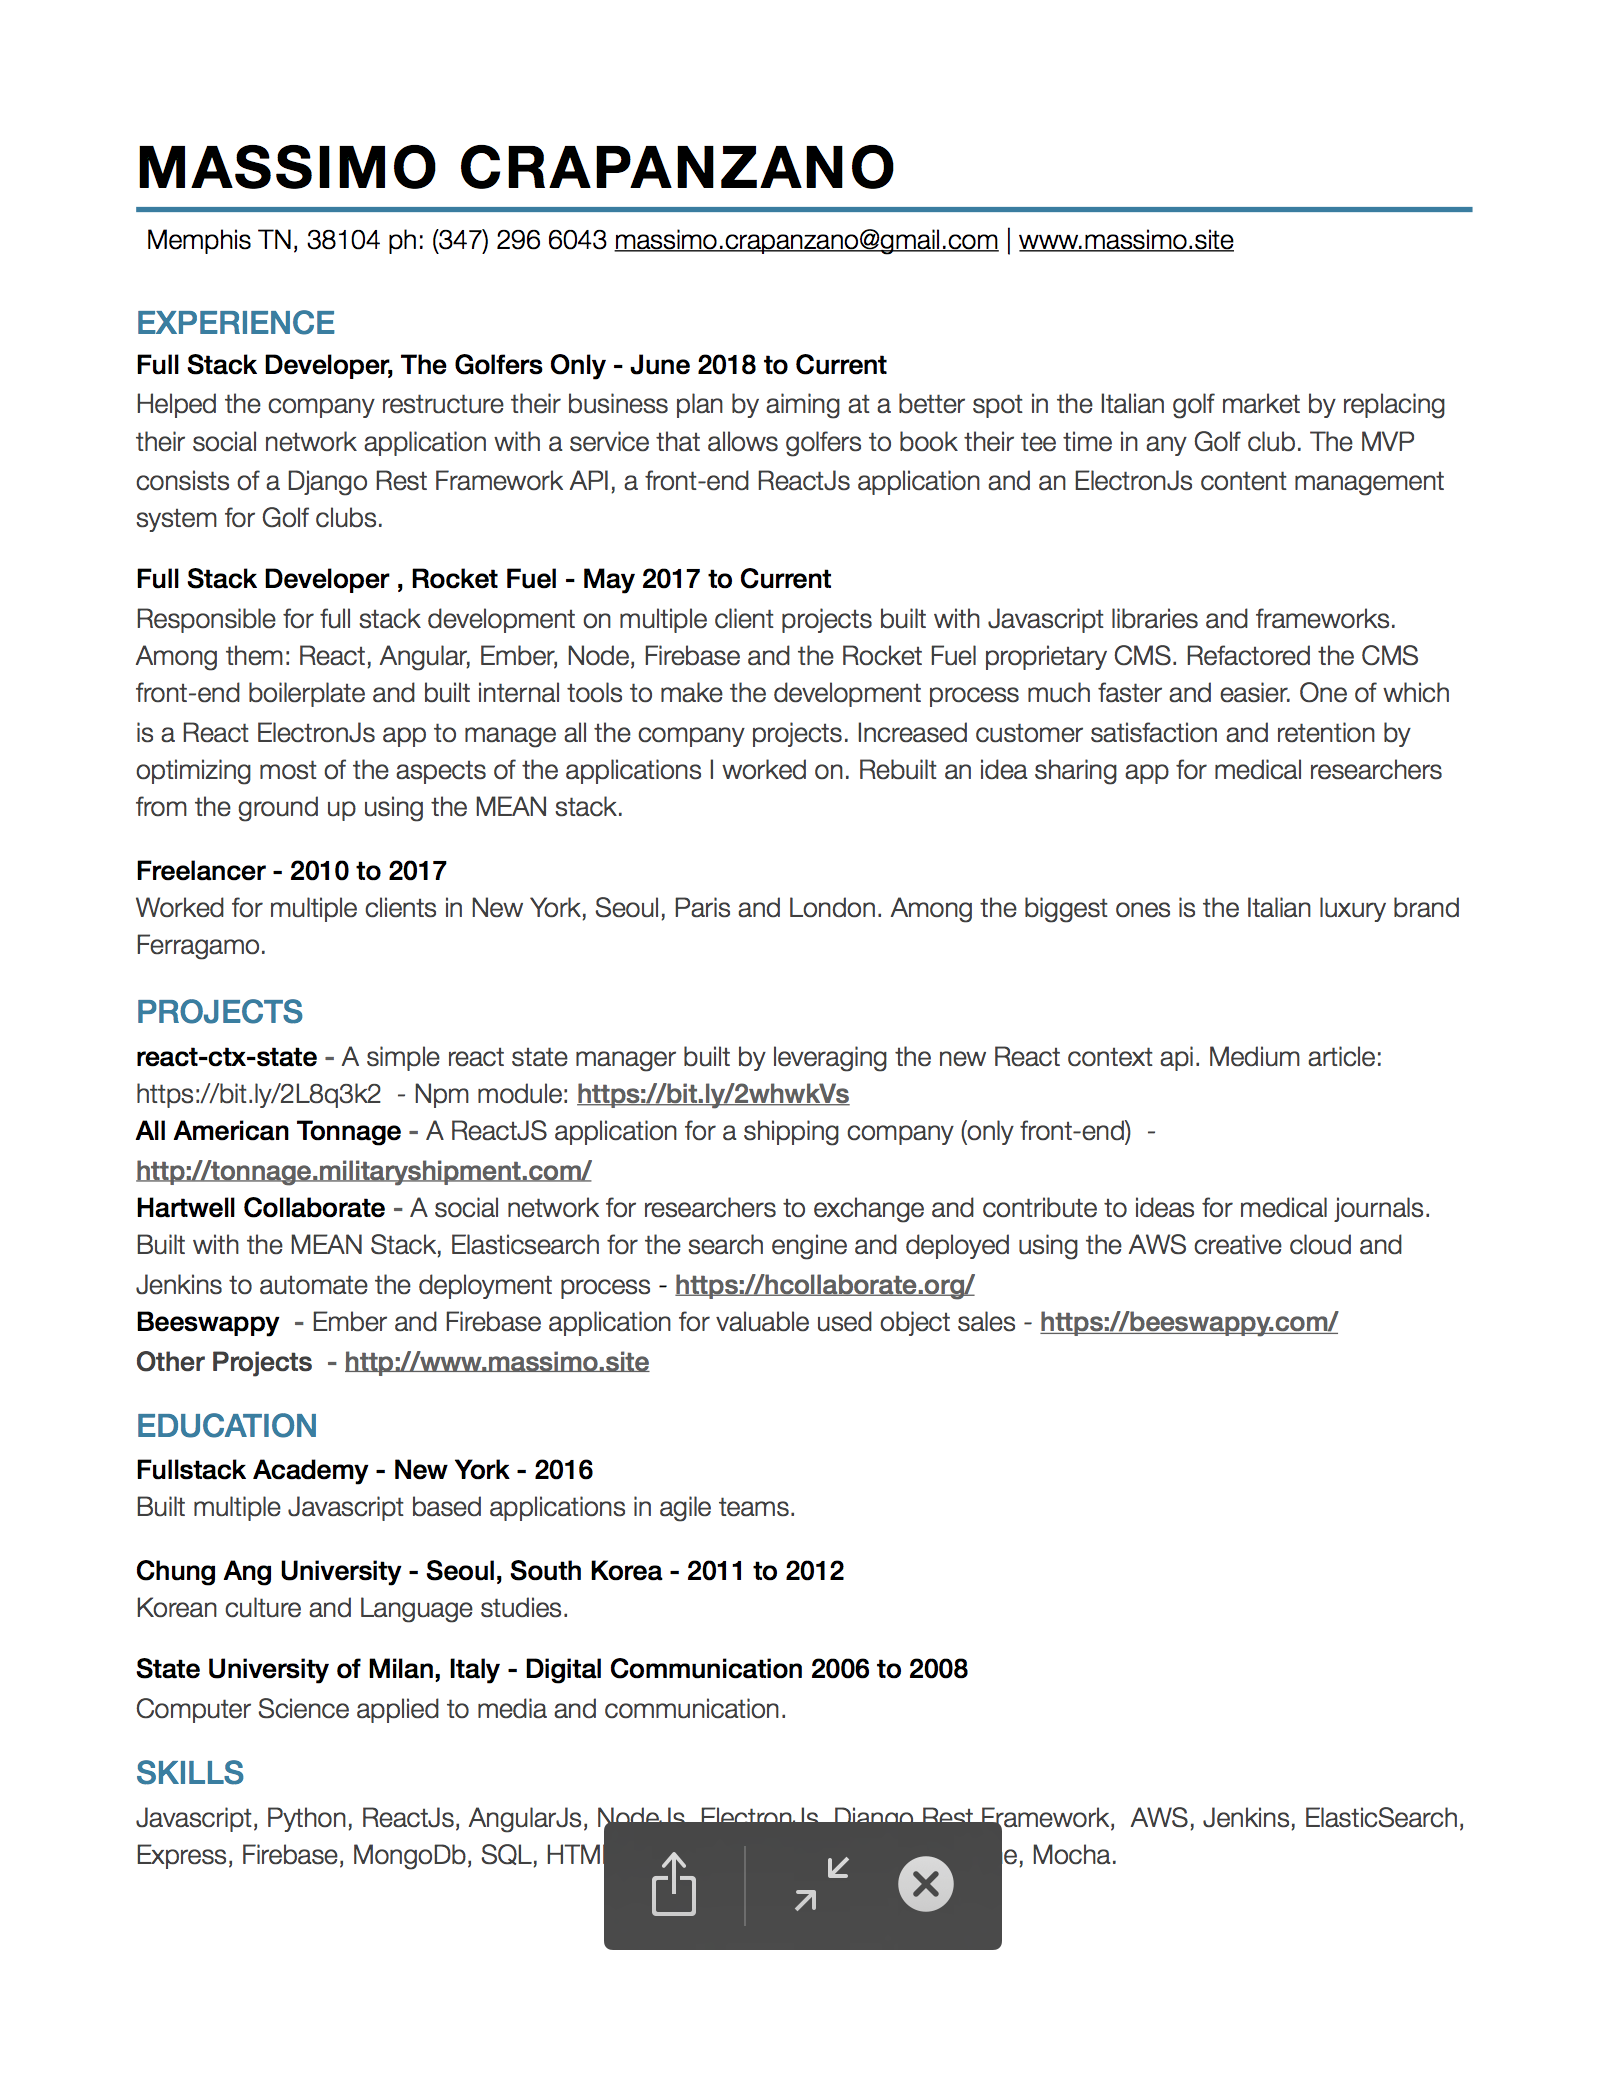 MASSIMO CRAPANZANO
Memphis TN, 38104 ph: (347) 296 6043 massimo.crapanzano@gmail.com | www.massimo.site
EXPERIENCE
Full Stack Developer, The Golfers Only - June 2018 to Current
Helped the company restructure their business plan by aiming at a better spot in the Italian golf market by replacing
their social network application with a service that allows golfers to book their tee time in any Golf club. The MVP
consists of a Django Rest Framework API, a front-end ReactJs application and an ElectronJs content management
system for Golf clubs.
Full Stack Developer , Rocket Fuel - May 2017 to Current
Responsible for full stack development on multiple client projects built with Javascript libraries and frameworks.
Among them: React, Angular, Ember, Node, Firebase and the Rocket Fuel proprietary CMS. Refactored the CMS
front-end boilerplate and built internal tools to make the development process much faster and easier. One of which
is a React ElectronJs app to manage all the company projects. Increased customer satisfaction and retention by
optimizing most of the aspects of the applications I worked on. Rebuilt an idea sharing app for medical researchers
from the ground up using the MEAN stack.
Freelancer - 2010 to 2017
Worked for multiple clients in New York, Seoul, Paris and London. Among the biggest ones is the Italian luxury brand
Ferragamo.
PROJECTS
react-ctx-state - A simple react state manager built by leveraging the new React context api. Medium article:
https://bit.ly/2L8q3k2 - Npm module: https://bit.ly/2whwkVs
All American Tonnage - A ReactJS application for a shipping company (only front-end) -
http://tonnage.militaryshipment.com/
Hartwell Collaborate - A social network for researchers to exchange and contribute to ideas for medical journals.
Built with the MEAN Stack, Elasticsearch for the search engine and deployed using the AWS creative cloud and
Jenkins to automate the deployment process - https://hcollaborate.org/
Beeswappy - Ember and Firebase application for valuable used object sales - https://beeswappy.com/
Other Projects - http://www.massimo.site
EDUCATION
Fullstack Academy - New York - 2016
Built multiple Javascript based applications in agile teams.
Chung Ang University - Seoul, South Korea - 2011 to 2012
Korean culture and Language studies.
State University of Milan, Italy - Digital Communication 2006 to 2008
Computer Science applied to media and communication.
SKILLS
Javascript, Python, ReactJs, AngularJs, NodeJs, ElectronJs, Django Rest Framework, AWS, Jenkins, ElasticSearch,
Express, Firebase, MongoDb, SQL, Mocha.